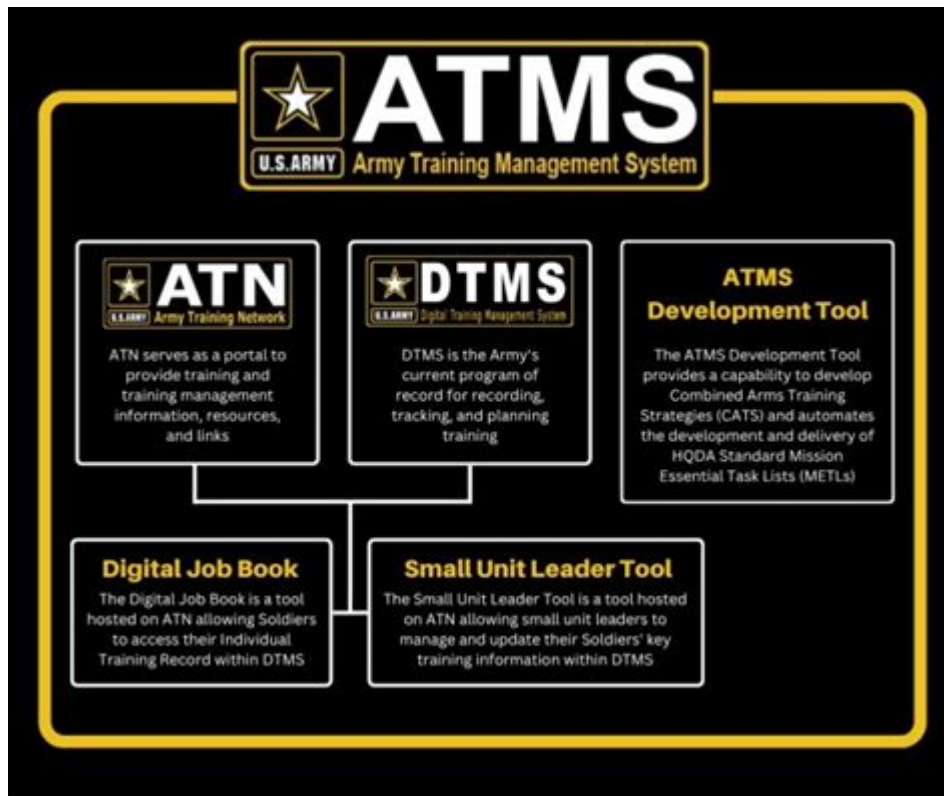 ATMS
U.S.ARMY
Army Training Management System
ATN
U.S.ARMY
Army Training Network
ATN serves as a portal to
provide training and
training management
information, resources,
and links
DTMS
U.S.ARMY
Digital Training Management System
DTMS is the Army's
current program of
record for recording,
tracking, and planning
training
ATMS
Development Tool
The ATMS Development Tool
provides a capability to develop
Combined Arms Training
Strategies (CATS) and automates
the development and delivery of
HQDA Standard Mission
Essential Task Lists (METLs)
Digital Job Book
The Digital Job Book is a tool
hosted on ATN allowing Soldiers
to access their Individual
Training Record within DTMS
Small Unit Leader Tool
The Small Unit Leader Tool is a tool hosted
on ATN allowing small unit leaders to
manage and update their Soldiers' key
training information within DTMS